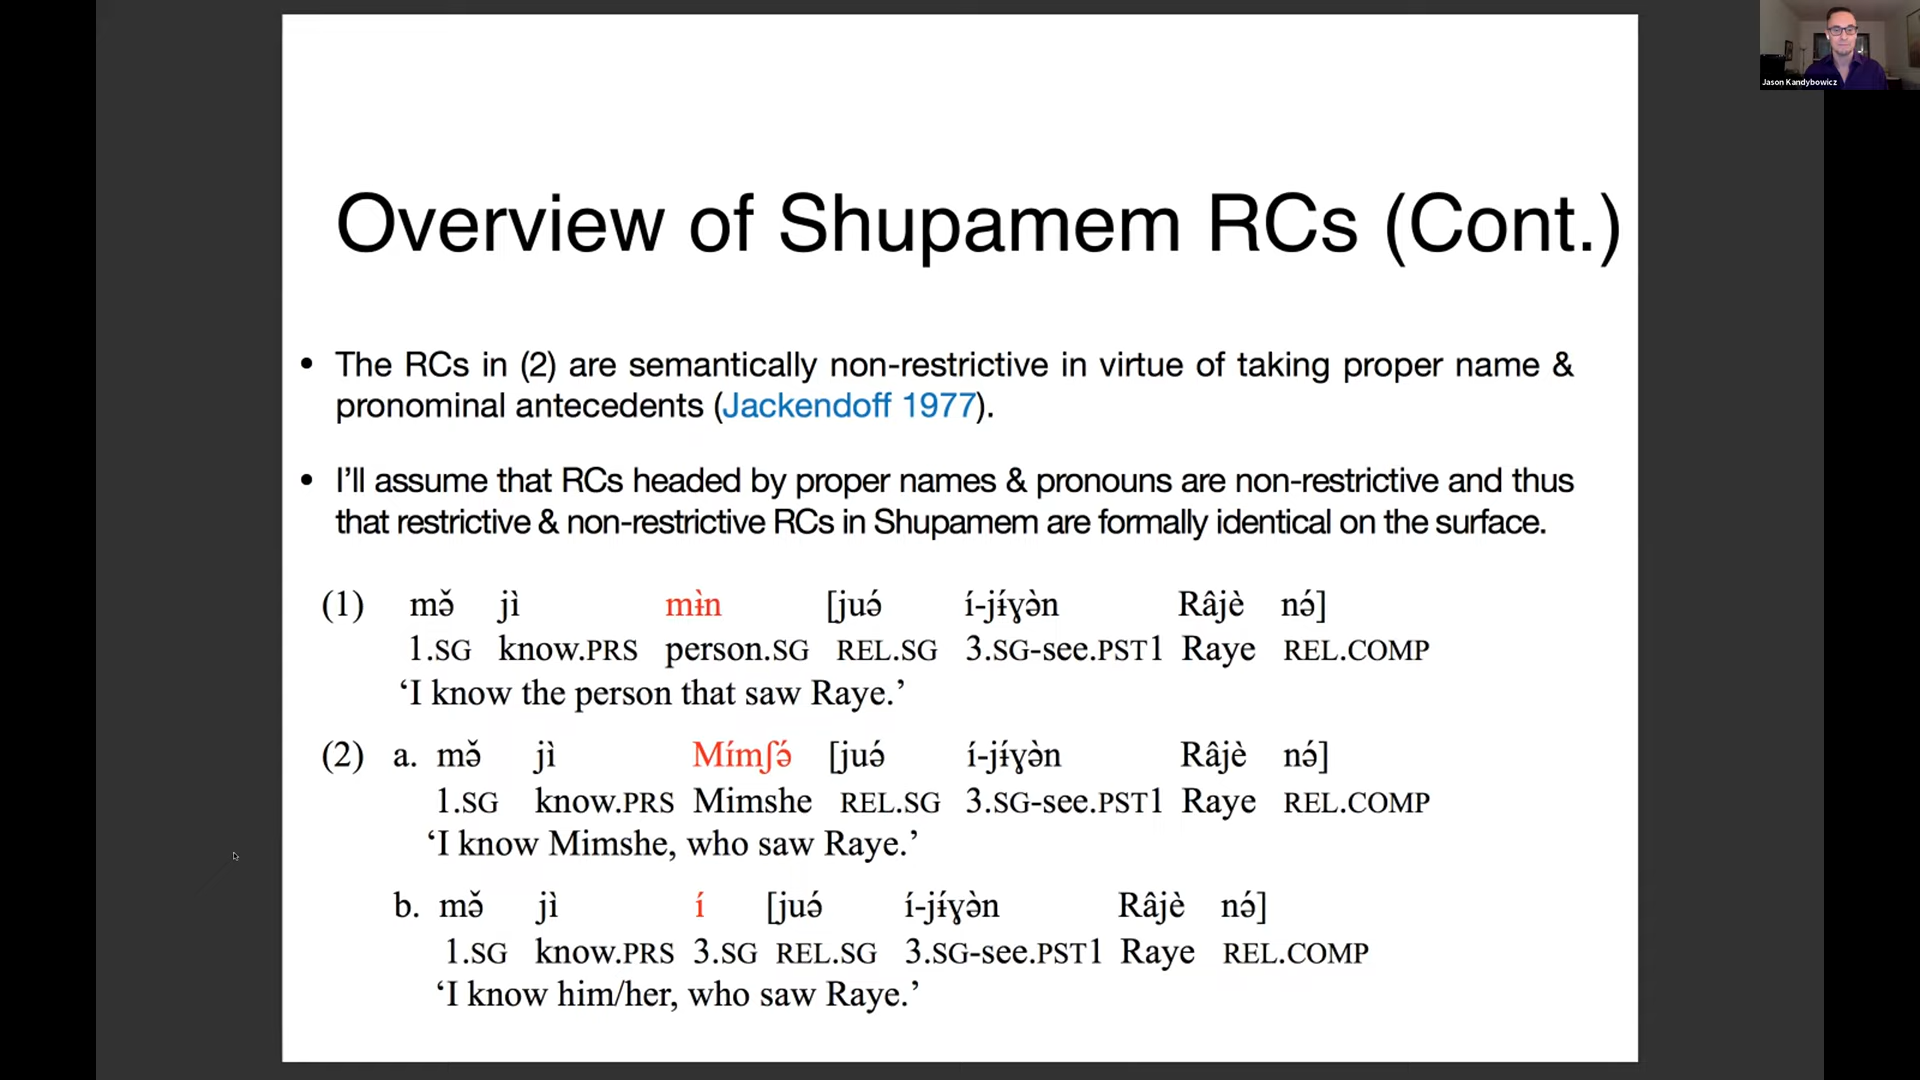 Jason Kandybowicz
Overview of Shupamem RCs (Cont.)
• The RCs in (2) are semantically non-restrictive in virtue of taking proper name &
pronominal antecedents (Jackendoff 1977).
• I’ll assume that RCs headed by proper names & pronouns are non-restrictive and thus
that restrictive & non-restrictive RCs in Shupamem are formally identical on the surface.
(1) mə̌ jì mɨ̀n [juə́ í-jɨ́ɣə̀n Râjè nə́]
1.SG know.PRS person.SG REL.SG 3.SG-see.PST1 Raye REL.COMP
‘I know the person that saw Raye.’
(2) a. mə̌ jì Mímʃə́ [juə́ í-jɨ́ɣə̀n Râjè nə́]
1.SG know.PRS Mimshe REL.SG 3.SG-see.PST1 Raye REL.COMP
‘I know Mimshe, who saw Raye.’
b. mə̌ jì í [juə́ í-jɨ́ɣə̀n Râjè nə́]
1.SG know.PRS 3.SG REL.SG 3.SG-see.PST1 Raye REL.COMP
‘I know him/her, who saw Raye.’